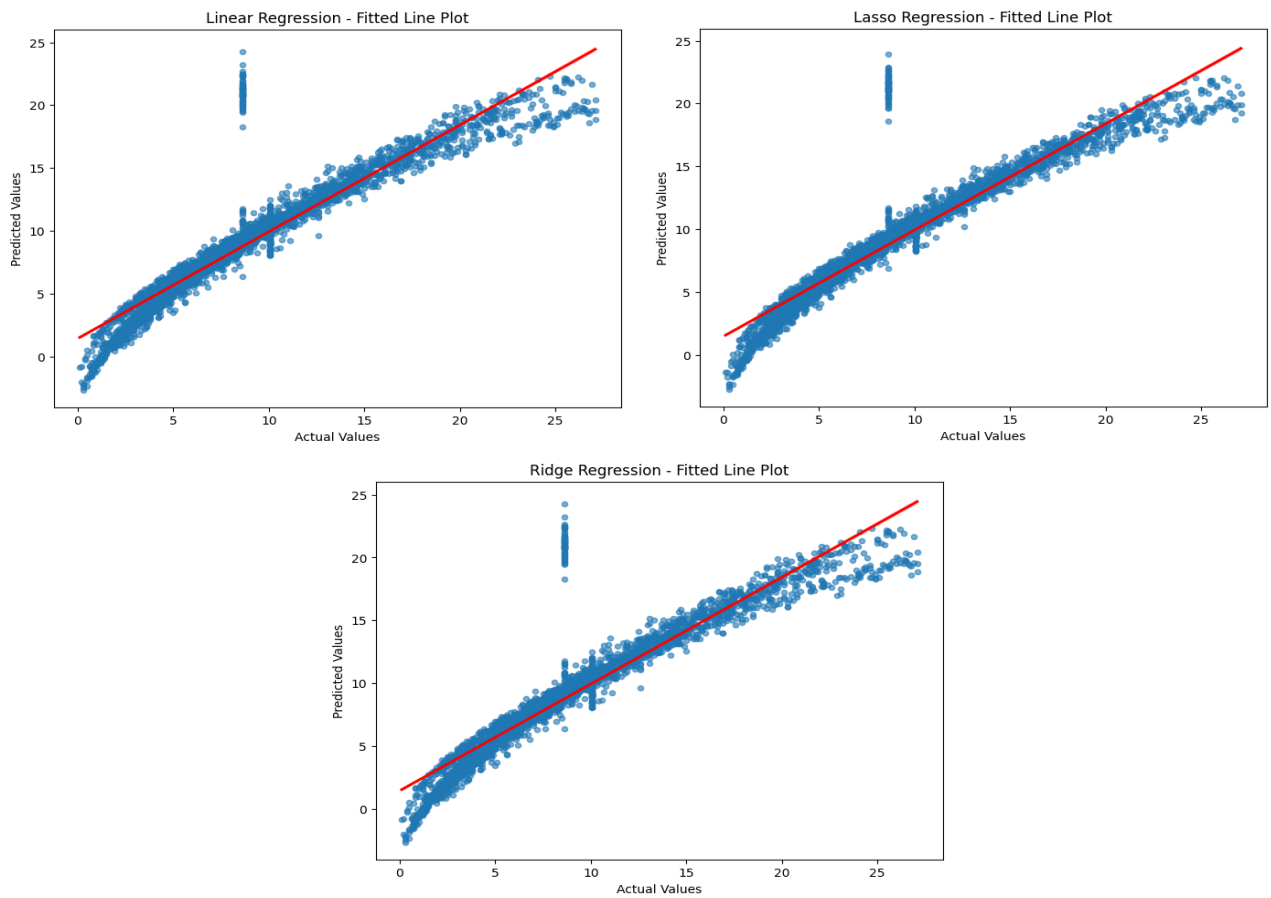 Linear Regression - Fitted Line Plot
25
20
15
10
5
0
Predicted Values
0 5 10 15 20 25
Actual Values
Lasso Regression - Fitted Line Plot
25
20
15
10
5
0
Predicted Values
0 5 10 15 20 25
Actual Values
Ridge Regression - Fitted Line Plot
25
20
15
10
5
0
Predicted Values
0 5 10 15 20 25
Actual Values